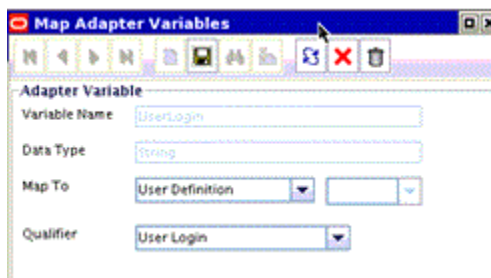 Map Adapter Variables
Adapter Variable
Variable Name UserLogin
Data Type String
Map To User Definition
Qualifier User Login